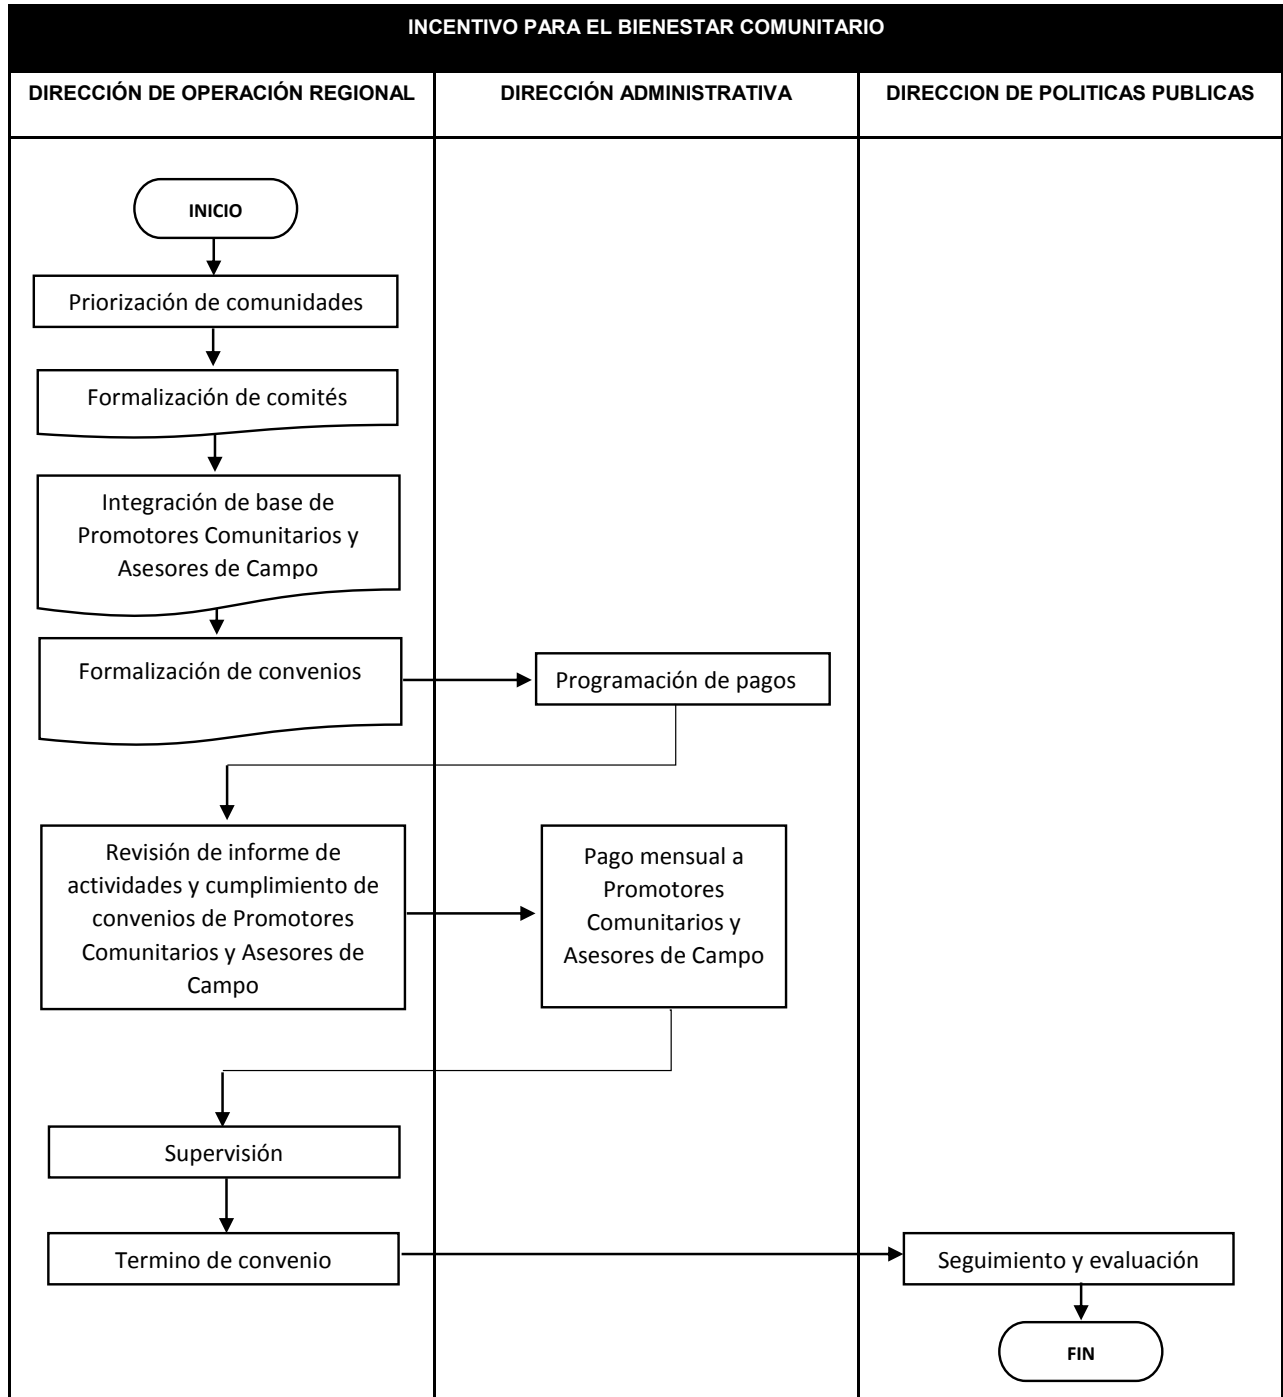 INCENTIVO PARA EL BIENESTAR COMUNITARIO
DIRECCIÓN DE OPERACIÓN REGIONAL
DIRECCIÓN ADMINISTRATIVA
DIRECCION DE POLITICAS PUBLICAS
INICIO
Priorización de comunidades
Formalización de comités
Integración de base de
Promotores Comunitarios y
Asesores de Campo
Formalización de convenios
Programación de pagos
Revisión de informe de
actividades y cumplimiento de
convenios de Promotores
Comunitarios y Asesores de
Campo
Pago mensual a
Promotores
Comunitarios y
Asesores de Campo
Supervisión
Termino de convenio
Seguimiento y evaluación
FIN